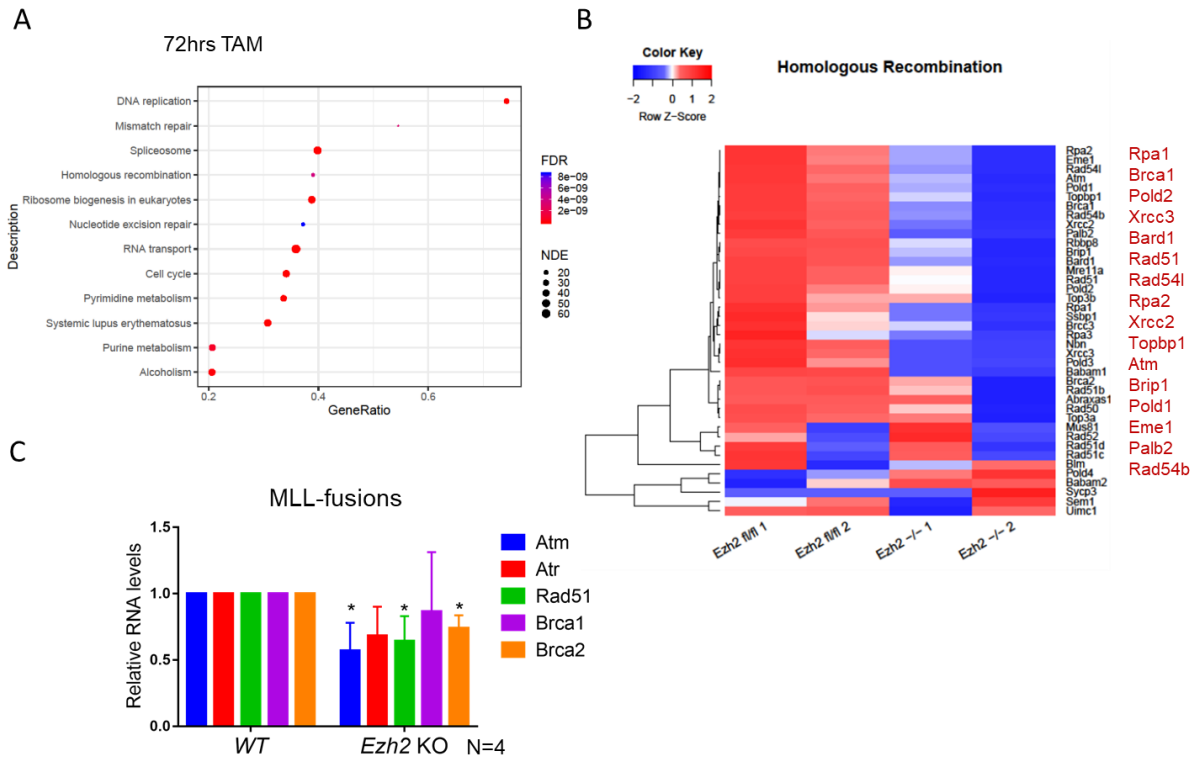 A
72hrs TAM
Description
DNA replication
Mismatch repair
Spliceosome
Homologous recombination
Ribosome biogenesis in eukaryotes
Nucleotide excision repair
RNA transport
Cell cycle
Pyrimidine metabolism
Systemic lupus erythematosus
Purine metabolism
Alcoholism
0.2 0.4 0.6
GeneRatio
FDR
8e−09
6e−09
4e−09
2e−09
NDE
20
30
40
50
60
B
Color Key
−2 0 2
Row Z−Score
Homologous Recombination
Rpa2
Eme1
Rad54l
Atm
Pold1
Topbp1
Brca1
Rad54b
Xrcc2
Palb2
Rbbp8
Brip1
Bard1
Mre11a
Rad51
Pold2
Top3b
Rpa1
Ssbp1
Brcc3
Rpa3
Nbn
Xrcc3
Pold3
Babam1
Brca2
Rad51b
Abraxas1
Rad50
Top3a
Mus81
Rad52
Rad51d
Rad51c
Blm
Pold4
Babam2
Sycp3
Sem1
Uimc1
Ezh2 fl/fl 1
Ezh2 fl/fl 2
Ezh2 −/− 1
Ezh2 −/− 2
Rpa1
Brca1
Pold2
Xrcc3
Bard1
Rad51
Rad54l
Rpa2
Xrcc2
Topbp1
Atm
Brip1
Pold1
Eme1
Palb2
Rad54b
C
MLL-fusions
Relative RNA levels
1.5
1.0
0.5
0.0
* * *
WT
Ezh2 KO
N=4
Atm
Atr
Rad51
Brca1
Brca2